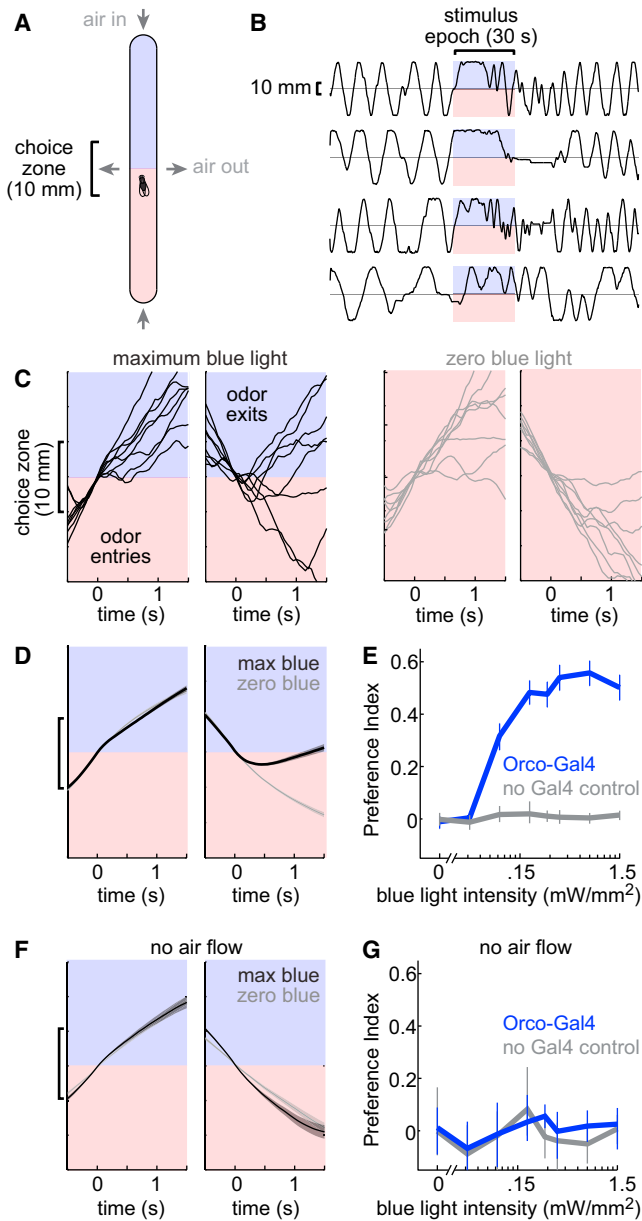 A
air in
choice
zone
(10 mm)
air out
B
stimulus
epoch (30 s)
10 mm
C
maximum blue light
zero blue light
choice zone
(10 mm)
odor
entries
odor
exits
0
1
time (s)
0
1
time (s)
0
1
time (s)
0
1
time (s)
D
max blue
zero blue
0
1
time (s)
0
1
time (s)
E
Preference Index
0.6
0.4
0.2
0
Orco-Gal4
no Gal4 control
0
.15
1.5
blue light intensity (mW/mm²)
F
no air flow
max blue
zero blue
0
1
time (s)
0
1
time (s)
G
no air flow
Preference Index
0.6
0.4
0.2
0
Orco-Gal4
no Gal4 control
0
.15
1.5
blue light intensity (mW/mm²)